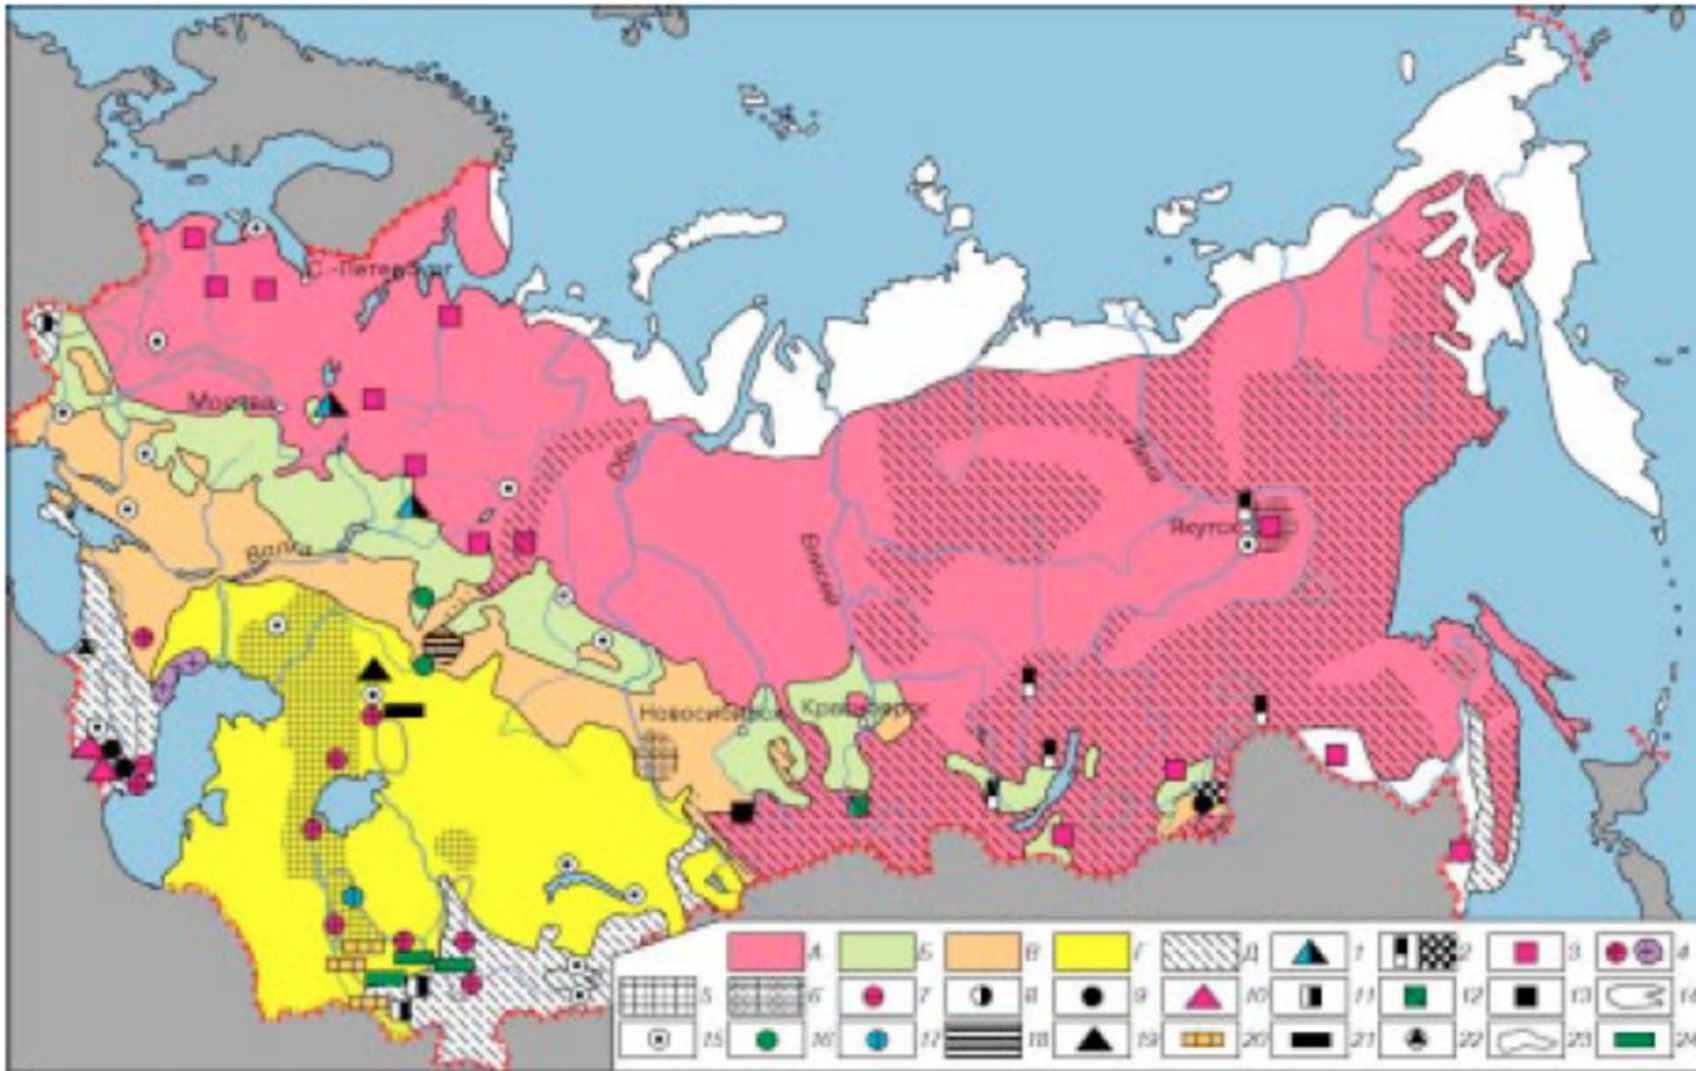 С.-Петербург
Москва
Обь
Лена
Якутск
Волга
Енисей
Новосибирск
Красноярск
А Б В Г Д 1 2 3 4
5 6 7 8 9 10 11 12 13 14
15 16 17 18 19 20 21 22 23 24